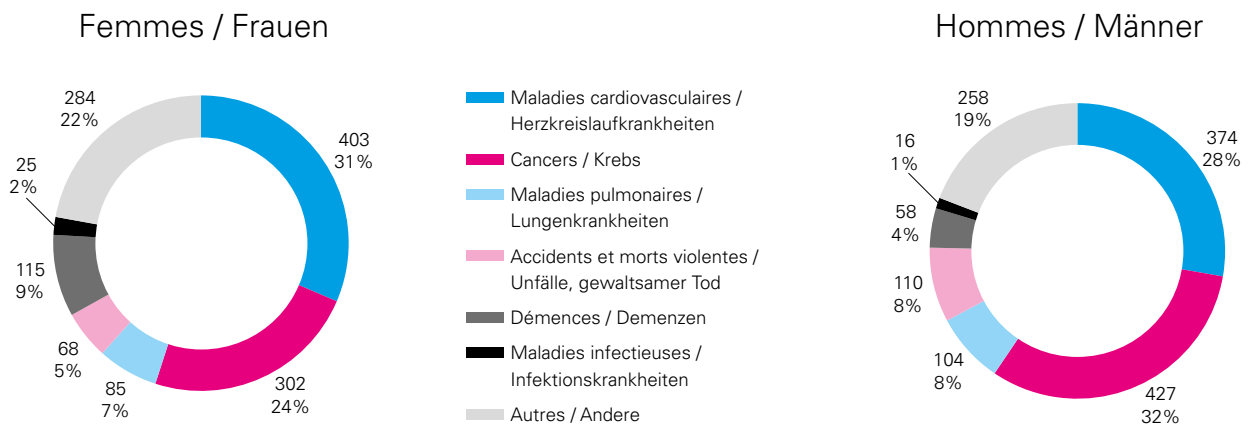 Femmes / Frauen
284
22%
25
2%
115
9%
68
5%
85
7%
302
24%
403
31%
Maladies cardiovasculaires /
Herzkreislaufkrankheiten
Cancers / Krebs
Maladies pulmonaires /
Lungenkrankheiten
Accidents et morts violentes /
Unfälle, gewaltsamer Tod
Démences / Demenzen
Maladies infectieuses /
Infektionskrankheiten
Autres / Andere
Hommes / Männer
258
19%
16
1%
58
4%
110
8%
104
8%
427
32%
374
28%